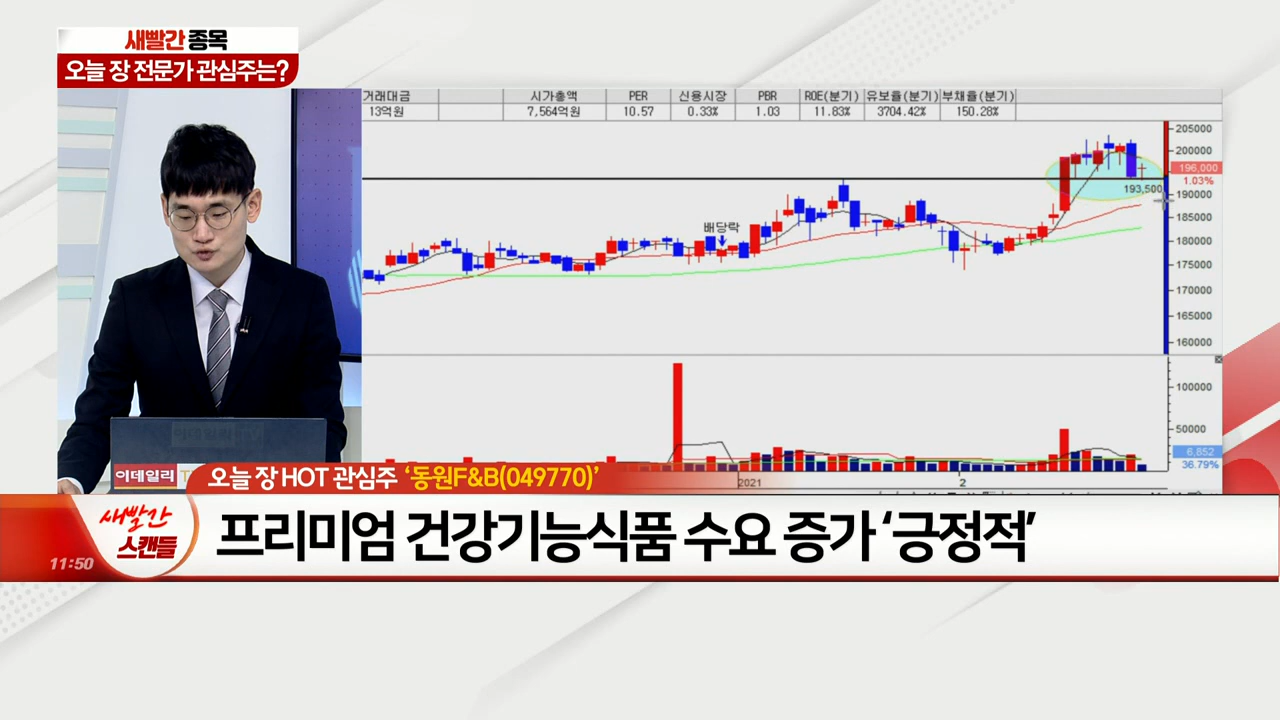 새빨간 종목
오늘 장 전문가 관심주는?
거래대금 시가총액 PER 신용시장 PBR ROE(분기) 유보율(분기) 부채율(분기)
13억원 7,564억원 10.57 0.33% 1.03 11.83% 3704.42% 150.28%
205000
200000
196,000
1.03%
193,500
190000
185000
배당락
180000
175000
170000
165000
160000
100000
50000
6,852
36.79%
2021 2
이데일리 T
오늘 장 HOT 관심주 ‘동원F&B(049770)’
새빨간
스캔들
프리미엄 건강기능식품 수요 증가 ‘긍정적’
11:50